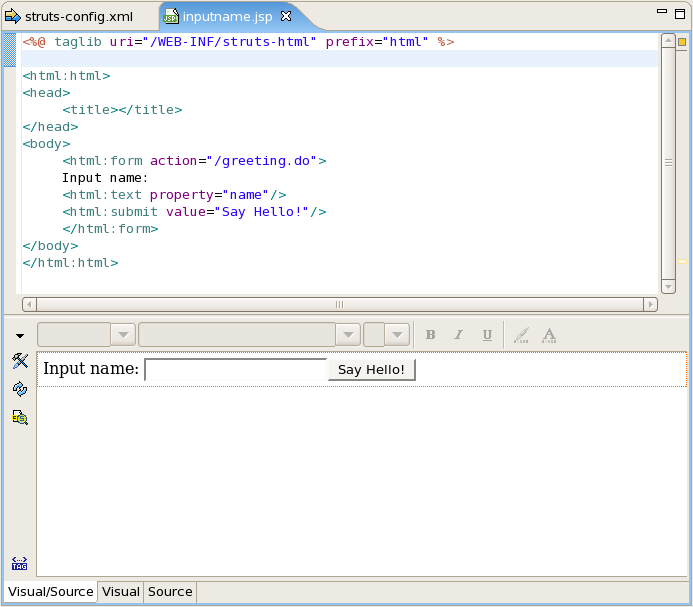 struts-config.xml inputname.jsp
<%@ taglib uri="/WEB-INF/struts-html" prefix="html" %>
<html:html>
<head>
<title></title>
</head>
<body>
<html:form action="/greeting.do">
Input name:
<html:text property="name"/>
<html:submit value="Say Hello!"/>
</html:form>
</body>
</html:html>
B I U A
Input name: Say Hello!
TAG
Visual/Source Visual Source